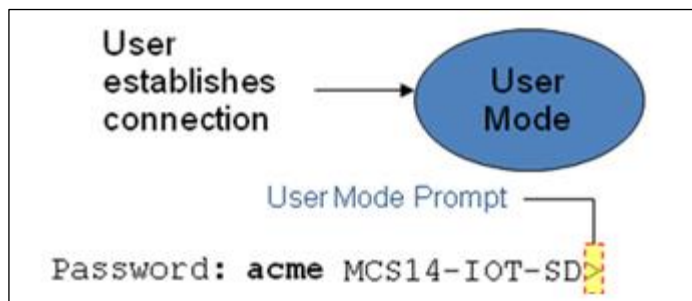 User
establishes
connection
User
Mode
User Mode Prompt
Password: acme MCS14-IOT-SD>